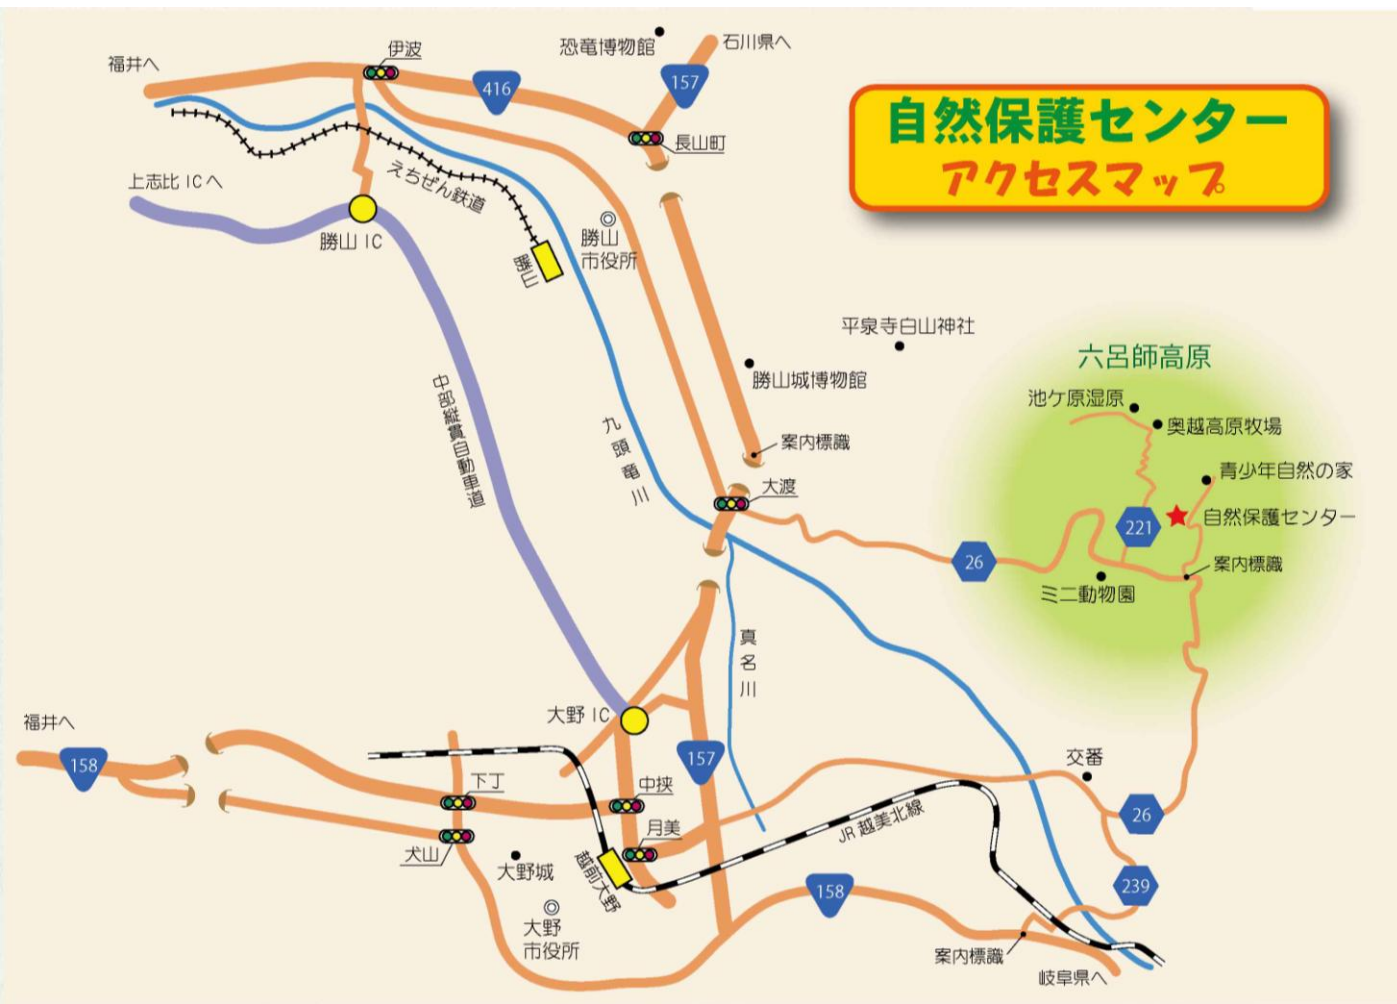 恐竜博物館
石川県へ
伊波
福井へ
416
157
自然保護センター
アクセスマップ
長山町
上志比ICへ
えちぜん鉄道
勝山IC
勝山
市役所
勝山
平泉寺白山神社
六呂師高原
勝山城博物館
池ケ原湿原
奥越高原牧場
中部縦貫自動車道
九頭竜川
案内標識
青少年自然の家
大渡
221
自然保護センター
26
案内標識
ミニ動物園
真名川
大野IC
福井へ
158
157
交番
下丁
中挟
26
月美
JR越美北線
犬山
大野城
越前大野
239
158
大野
市役所
案内標識
岐阜県へ